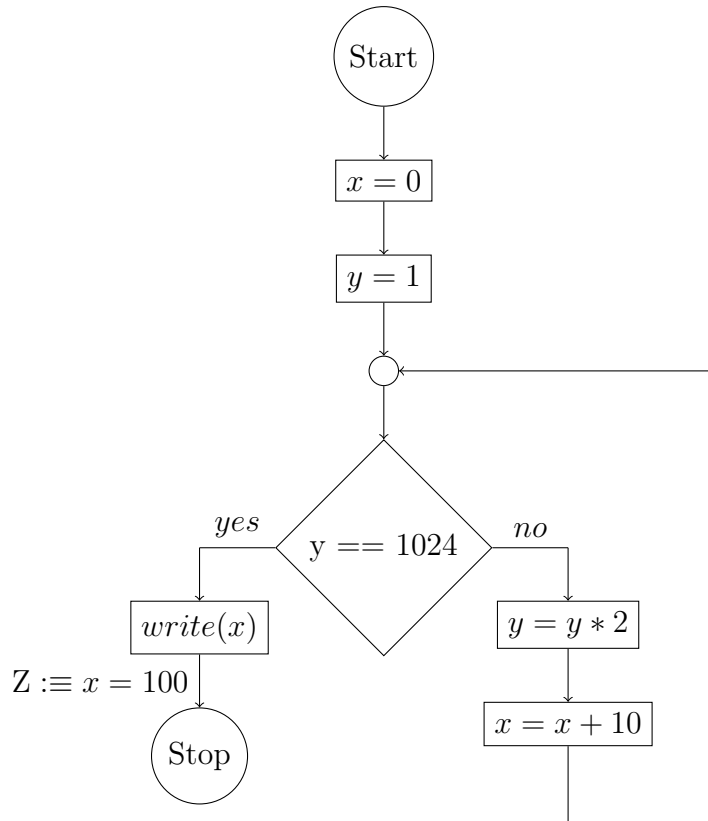 Start
x = 0
y = 1
yes
no
y == 1024
write(x)
y = y ∗ 2
Z :≡ x = 100
x = x + 10
Stop